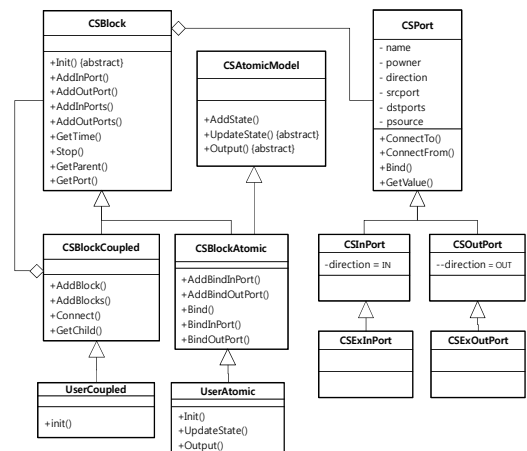 CSBlock
+Init() {abstract}
+AddInPort()
+AddOutPort()
+AddInPorts()
+AddOutPorts()
+GetTime()
+Stop()
+GetParent()
+GetPort()
CSAtomicModel
+AddState()
+UpdateState() {abstract}
+Output() {abstract}
CSPort
- name
- powner
- direction
- srcport
- dstports
- psource
+ConnectTo()
+ConnectFrom()
+Bind()
+GetValue()
CSBlockCoupled
+AddBlock()
+AddBlocks()
+Connect()
+GetChild()
CSBlockAtomic
+AddBindInPort()
+AddBindOutPort()
+Bind()
+BindInPort()
+BindOutPort()
CSInPort
-direction = IN
CSOutPort
--direction = OUT
CSExInPort
CSExOutPort
UserCoupled
+init()
UserAtomic
+Init()
+UpdateState()
+Output()